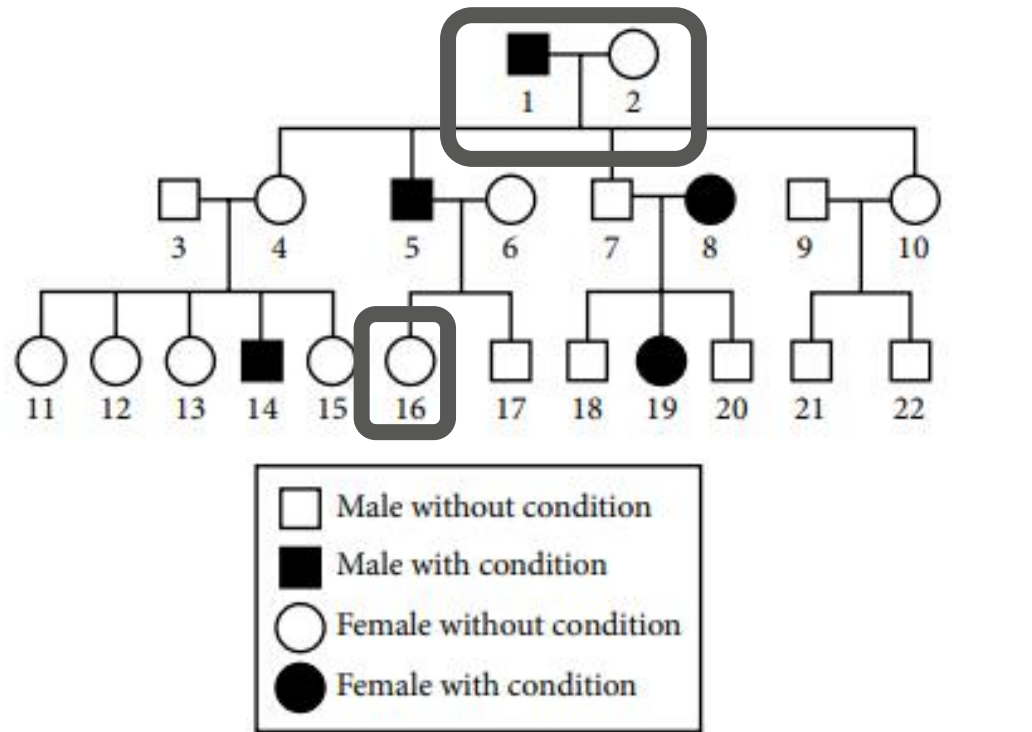 1 2
3 4 5 6 7 8 9 10
11 12 13 14 15 16 17 18 19 20 21 22
Male without condition
Male with condition
Female without condition
Female with condition